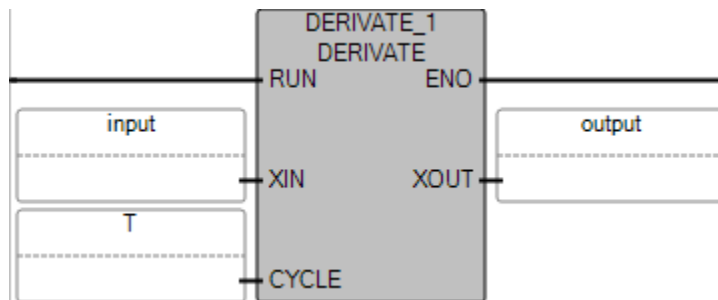 DERIVATE_1
DERIVATE
RUN ENO
input output
XIN XOUT
T
CYCLE